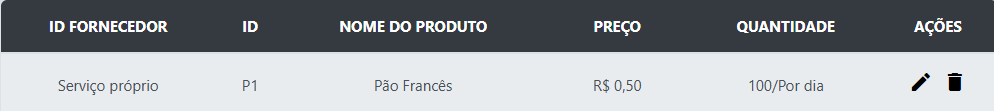 ID FORNECEDOR ID NOME DO PRODUTO PREÇO QUANTIDADE AÇÕES
Serviço próprio P1 Pão Francês R$ 0,50 100/Por dia